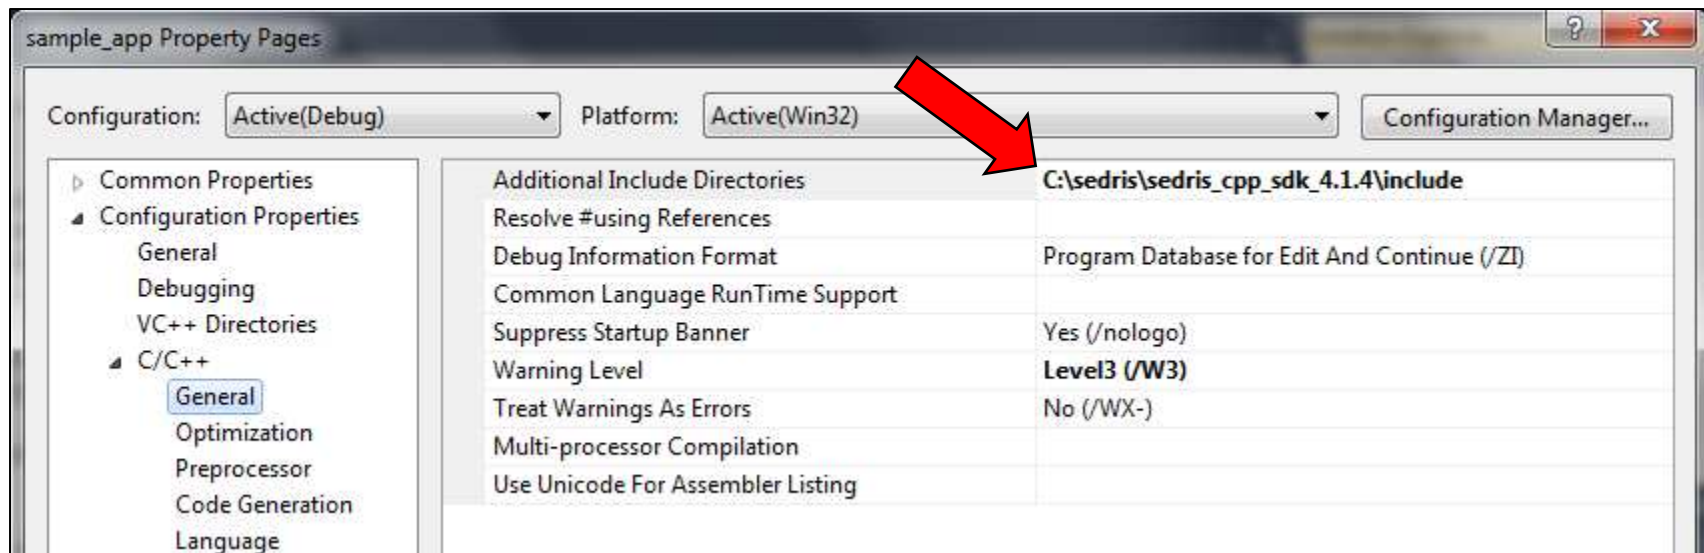 sample_app Property Pages
Configuration: Active(Debug) Platform: Active(Win32) Configuration Manager...
Common Properties
Configuration Properties
General
Debugging
VC++ Directories
C/C++
General
Optimization
Preprocessor
Code Generation
Language
Additional Include Directories C:\sedris\sedris_cpp_sdk_4.1.4\include
Resolve #using References
Debug Information Format Program Database for Edit And Continue (/ZI)
Common Language RunTime Support
Suppress Startup Banner Yes (/nologo)
Warning Level Level3 (/W3)
Treat Warnings As Errors No (/WX-)
Multi-processor Compilation
Use Unicode For Assembler Listing